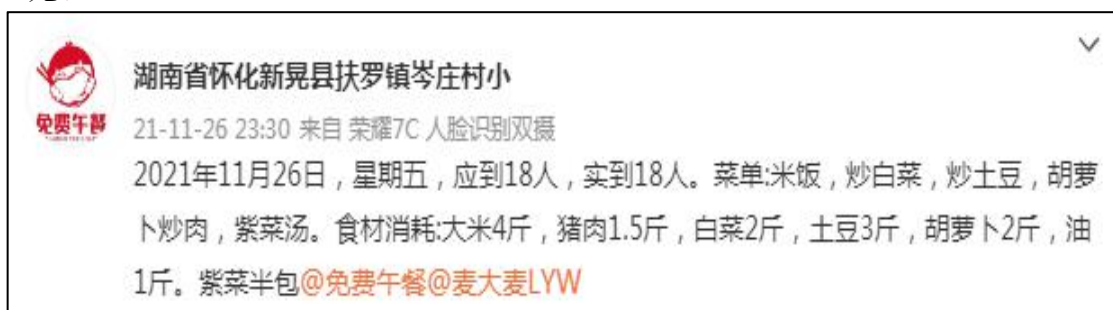 湖南省怀化新晃县扶罗镇岑庄村小
免费午餐
21-11-26 23:30 来自 荣耀7C 人脸识别双摄
2021年11月26日，星期五，应到18人，实到18人。菜单:米饭，炒白菜，炒土豆，胡萝
卜炒肉，紫菜汤。食材消耗:大米4斤，猪肉1.5斤，白菜2斤，土豆3斤，胡萝卜2斤，油
1斤。紫菜半包@免费午餐@麦大麦LYW